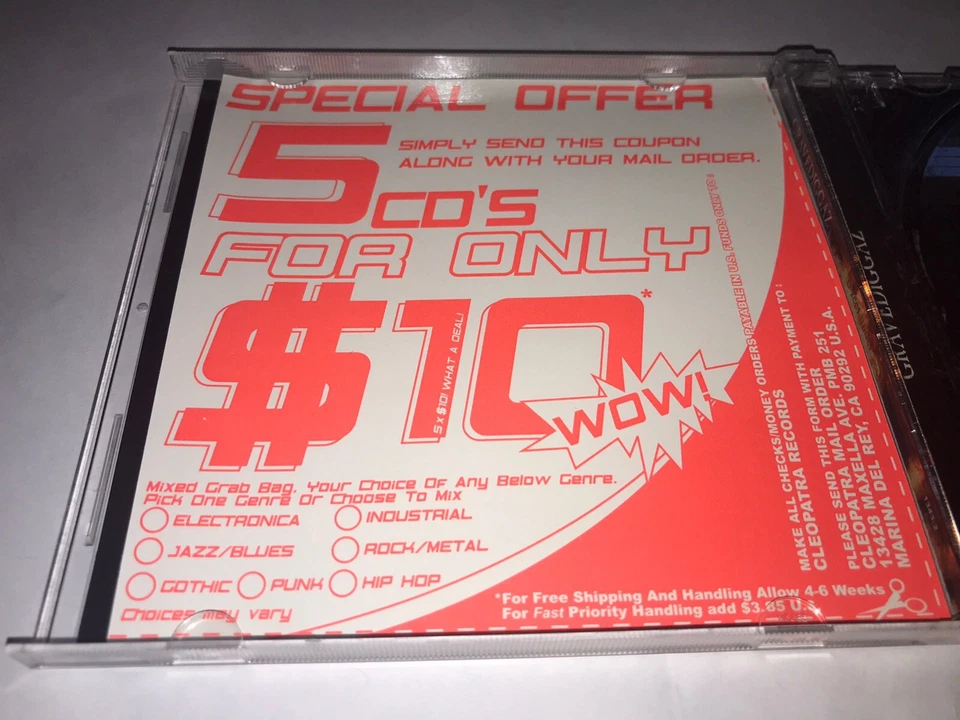 SPECIAL OFFER
5
SIMPLY SEND THIS COUPON
ALONG WITH YOUR MAIL ORDER.
CD'S
FOR ONLY
$10*
5 x $10! WHAT A DEAL!
WOW!
Mixed Grab Bag, Your Choice Of Any Below Genre.
Pick One Genre Or Choose To Mix
ELECTRONICA
INDUSTRIAL
JAZZ/BLUES
ROCK/METAL
GOTHIC
PUNK
HIP HOP
Choices may vary
*For Free Shipping And Handling Allow 4-6 Weeks
For Fast Priority Handling add $3.85 U.S.
ORDERS PAYABLE IN U.S. FUNDS ONLY TO:
MAKE ALL CHECKS/MONEY
CLEOPATRA RECORDS
PLEASE SEND THIS FORM WITH PAYMENT TO:
CLEOPATRA MAIL ORDER
13428 MAXELLA AVE. PMB 251
MARINA DEL REY, CA 90292 U.S.A.
GRAVEDIGGAZ